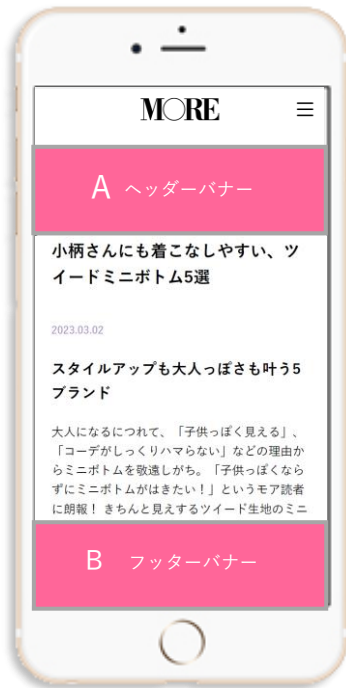 MORE
A ヘッダーバナー
小柄さんにも着こなしやすい、ツ
イードミニボトム5選
2023.03.02
スタイルアップも大人っぽさも叶う5
ブランド
大人になるにつれて、「子供っぽく見える」、
「コーデがしっくりハマらない」などの理由か
らミニボトムを敬遠しがち。「子供っぽくなら
ずにミニボトムがはきたい！」というモア読者
に朗報！ きちんと見えするツイード生地のミニ
B フッターバナー